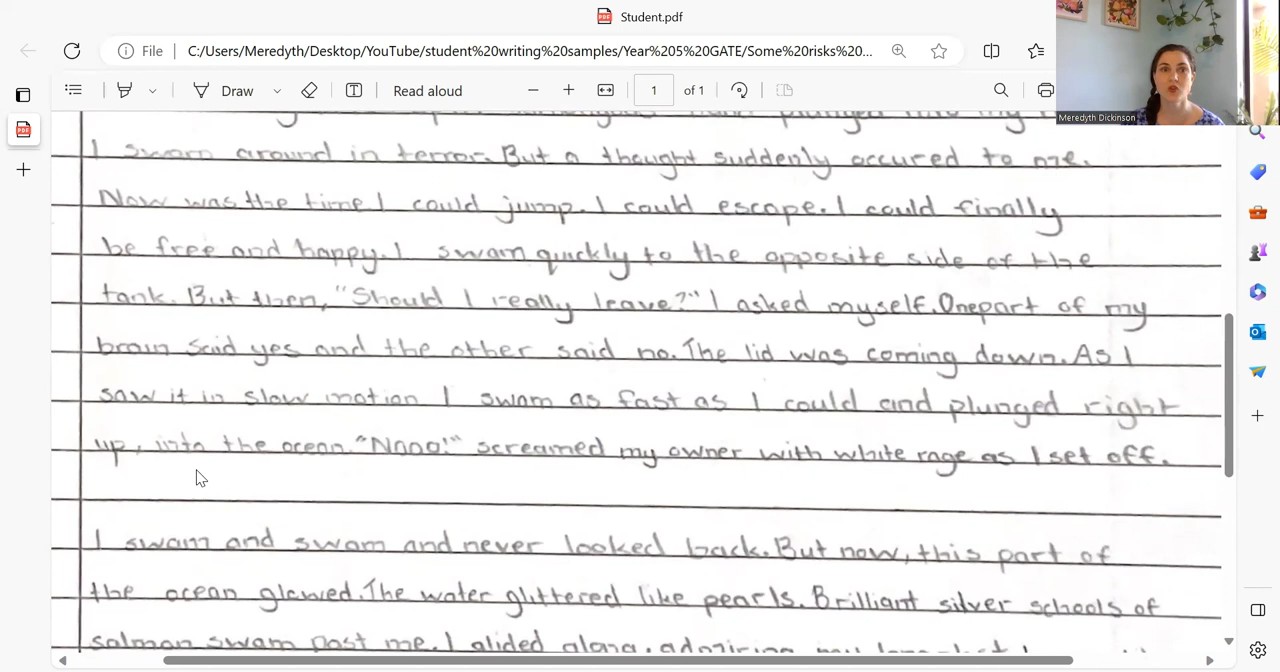 Student.pdf
File C:/Users/Meredyth/Desktop/YouTube/student%20writing%20samples/Year%205%20GATE/Some%20risks%20...
Draw Read aloud 1 of 1
Meredyth Dickinson
plunged into my
I swam around in terror. But a thought suddenly occured to me.
Now was the time. I could jump. I could escape. I could finally
be free and happy. I swam quickly to the opposite side of the
tank. But then, "Should I really leave?" I asked myself. One part of my
brain said yes and the other said no. The lid was coming down. As I
saw it in slow motion I swam as fast as I could and plunged right
up, into the ocean. "Nooo!" screamed my owner with white rage as I set off.
I swam and swam and never looked back. But now, this part of
the ocean glowed. The water glittered like pearls. Brilliant silver schools of
salmon swam past me. I glided along, admiring my